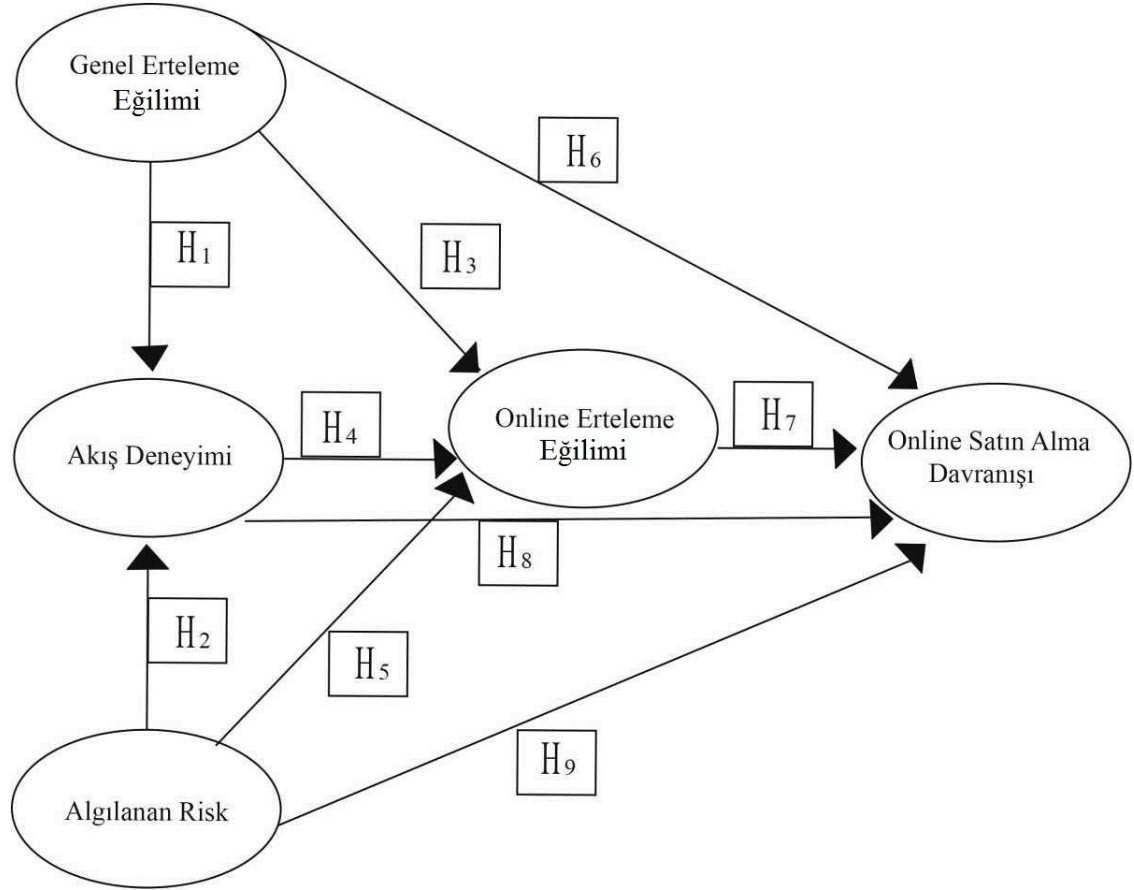 Genel Erteleme
Eğilimi
H6
H1
H3
H4
Online Erteleme
Eğilimi
H7
Akış Deneyimi
Online Satın Alma
Davranışı
H8
H2
H5
H9
Algılanan Risk